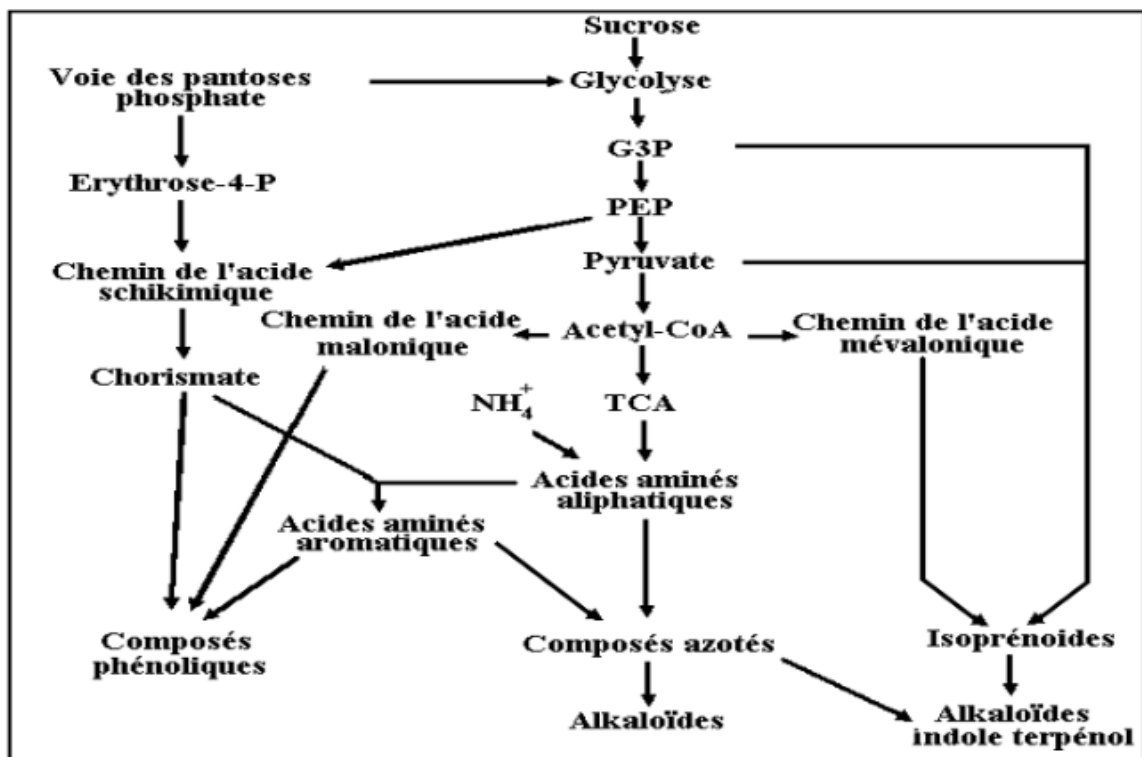 Sucrose
Voie des pantoses
phosphate
Glycolyse
G3P
Erythrose-4-P
PEP
Chemin de l'acide
schikimique
Pyruvate
Chemin de l'acide
malonique
Acetyl-CoA
Chemin de l'acide
mévalonique
Chorismate
NH4+
TCA
Acides aminés
aliphatiques
Acides aminés
aromatiques
Composés
phénoliques
Composés azotés
Isoprénoides
Alkaloïdes
Alkaloïdes
indole terpénol